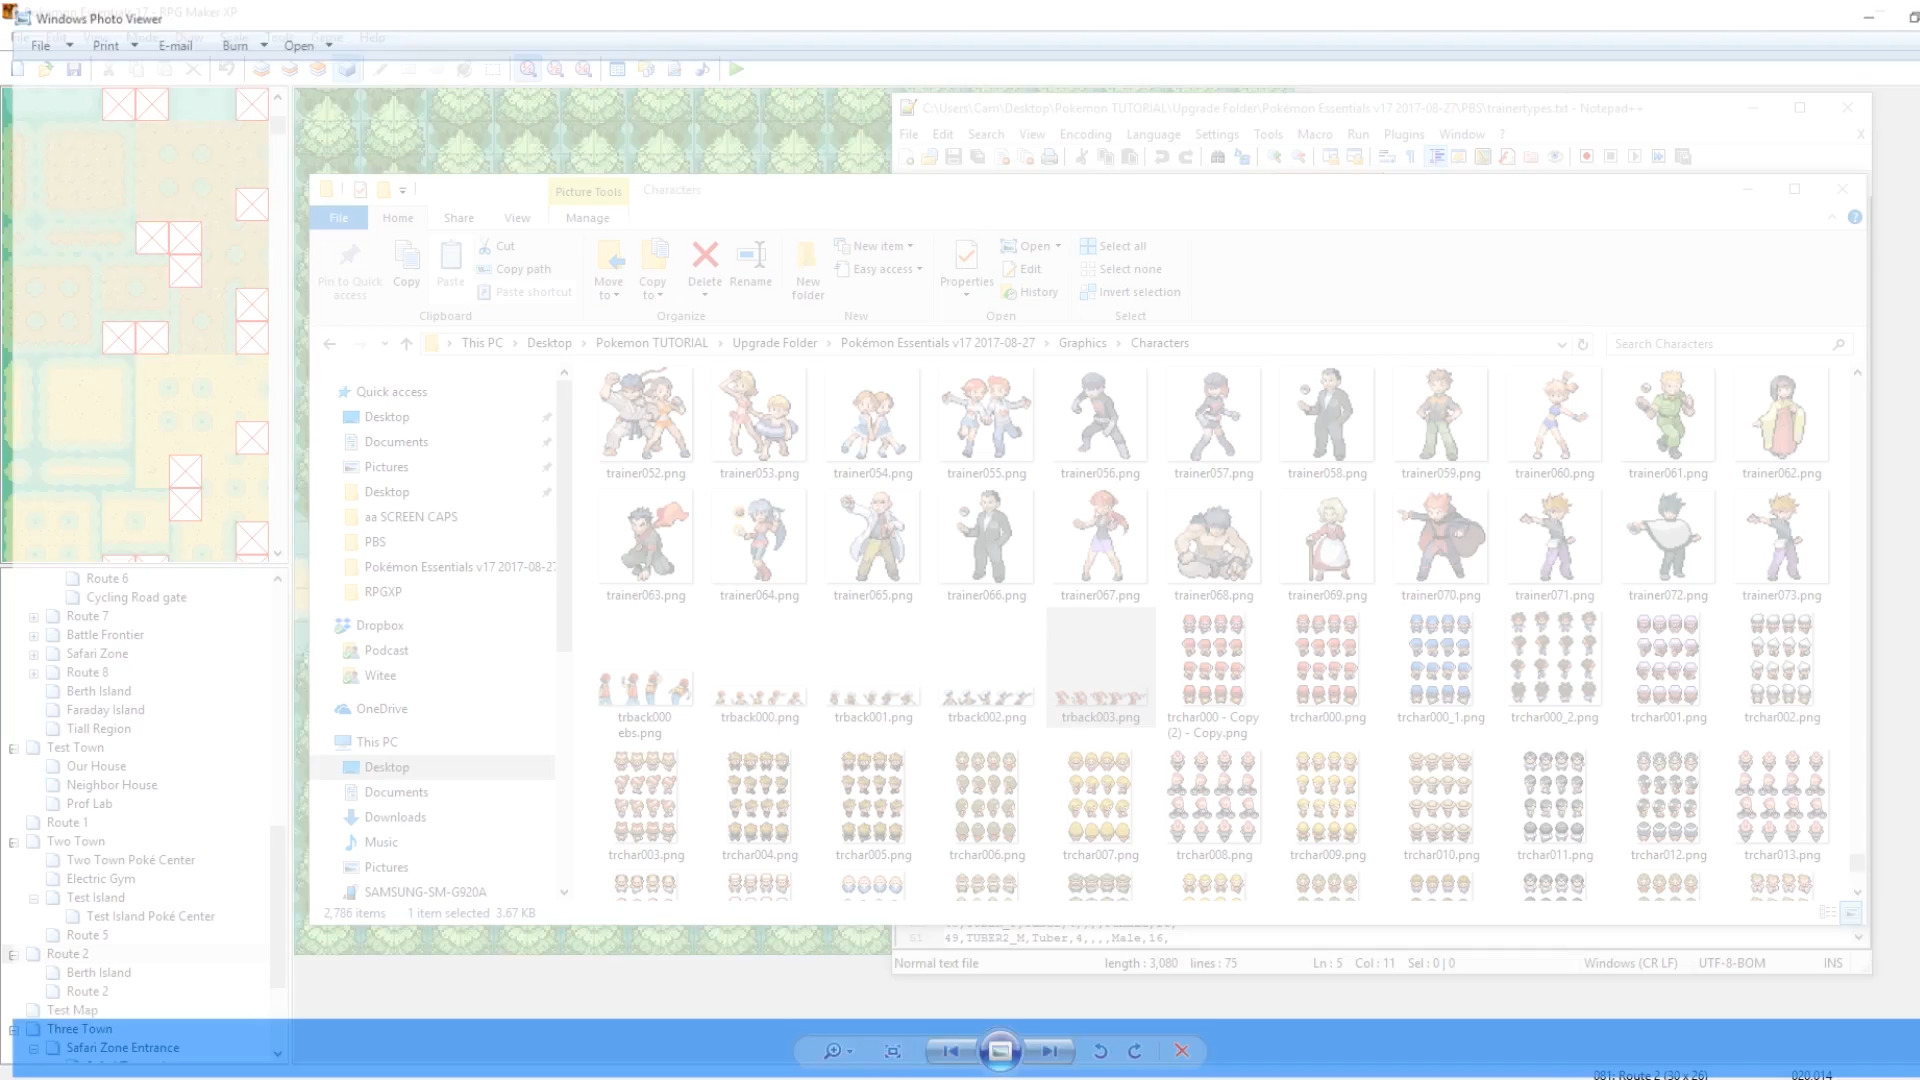 Pokemon Essentials 17 - RPG Maker XP
Windows Photo Viewer
File Print E-mail Burn Open
Help
C:\Users\Cam\Desktop\Pokemon TUTORIAL\Upgrade Folder\Pokémon Essentials v17 2017-08-27\PBS\trainertypes.txt - Notepad++
File Edit Search View Encoding Language Settings Tools Macro Run Plugins Window ? X
Picture Tools Characters
File Home Share View Manage
Pin to Quick access
Copy
Paste
Cut
Copy path
Paste shortcut
Clipboard
Move to
Copy to
Delete
Rename
Organize
New folder
New item
Easy access
New
Properties
Open
Edit
History
Open
Select all
Select none
Invert selection
Select
This PC Desktop Pokemon TUTORIAL Upgrade Folder Pokémon Essentials v17 2017-08-27 Graphics Characters
Search Characters
Quick access
Desktop
Documents
Pictures
Desktop
aa SCREEN CAPS
PBS
Pokémon Essentials v17 2017-08-27
RPGXP
Dropbox
Podcast
Witee
OneDrive
This PC
Desktop
Documents
Downloads
Music
Pictures
SAMSUNG-SM-G920A
trainer052.png trainer053.png trainer054.png trainer055.png trainer056.png trainer057.png trainer058.png trainer059.png trainer060.png trainer061.png trainer062.png
trainer063.png trainer064.png trainer065.png trainer066.png trainer067.png trainer068.png trainer069.png trainer070.png trainer071.png trainer072.png trainer073.png
trback000 ebs.png trback000.png trback001.png trback002.png trback003.png trchar000 - Copy (2) - Copy.png trchar000.png trchar000_1.png trchar000_2.png trchar001.png trchar002.png
trchar003.png trchar004.png trchar005.png trchar006.png trchar007.png trchar008.png trchar009.png trchar010.png trchar011.png trchar012.png trchar013.png
2,786 items 1 item selected 3.67 KB
61 49,TUBER2_M,Tuber,4,,,,Male,16,
Normal text file length : 3,080 lines : 75 Ln : 5 Col : 11 Sel : 0 | 0 Windows (CR LF) UTF-8-BOM INS
Route 6
Cycling Road gate
Route 7
Battle Frontier
Safari Zone
Route 8
Berth Island
Faraday Island
Tiall Region
Test Town
Our House
Neighbor House
Prof Lab
Route 1
Two Town
Two Town Poké Center
Electric Gym
Test Island
Test Island Poké Center
Route 5
Route 2
Berth Island
Route 2
Test Map
Three Town
Safari Zone Entrance
081: Route 2 (30 x 26) 020,014